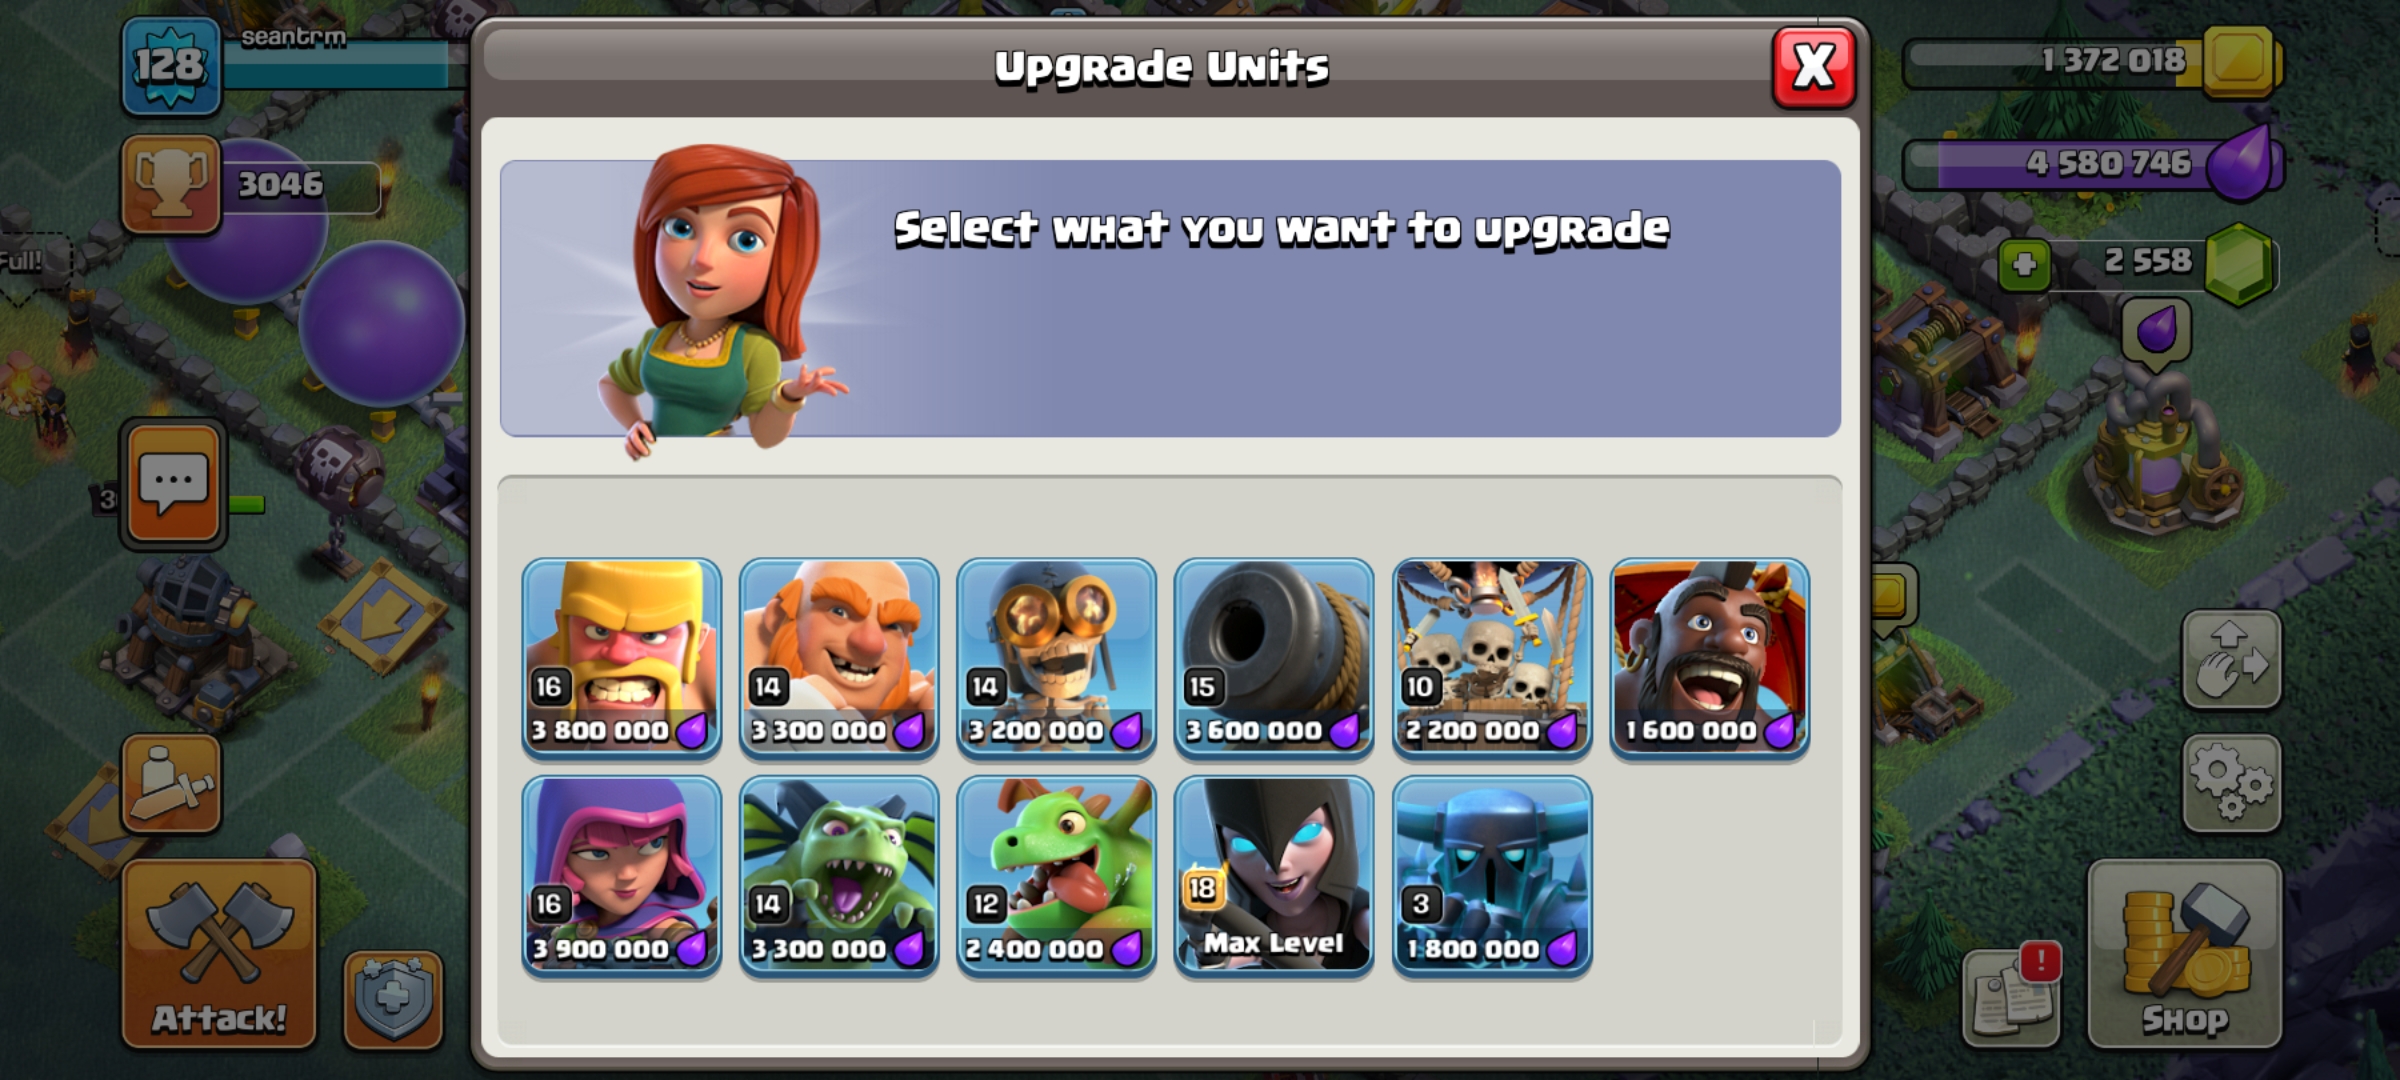 128
seantrm
3046
Full!
3
Attack!
Upgrade Units
X
Select what you want to upgrade
16
3 800 000
14
3 300 000
14
3 200 000
15
3 600 000
10
2 200 000
1 600 000
16
3 900 000
14
3 300 000
12
2 400 000
18
Max Level
3
1 800 000
1 372 018
4 580 746
2 558
!
Shop